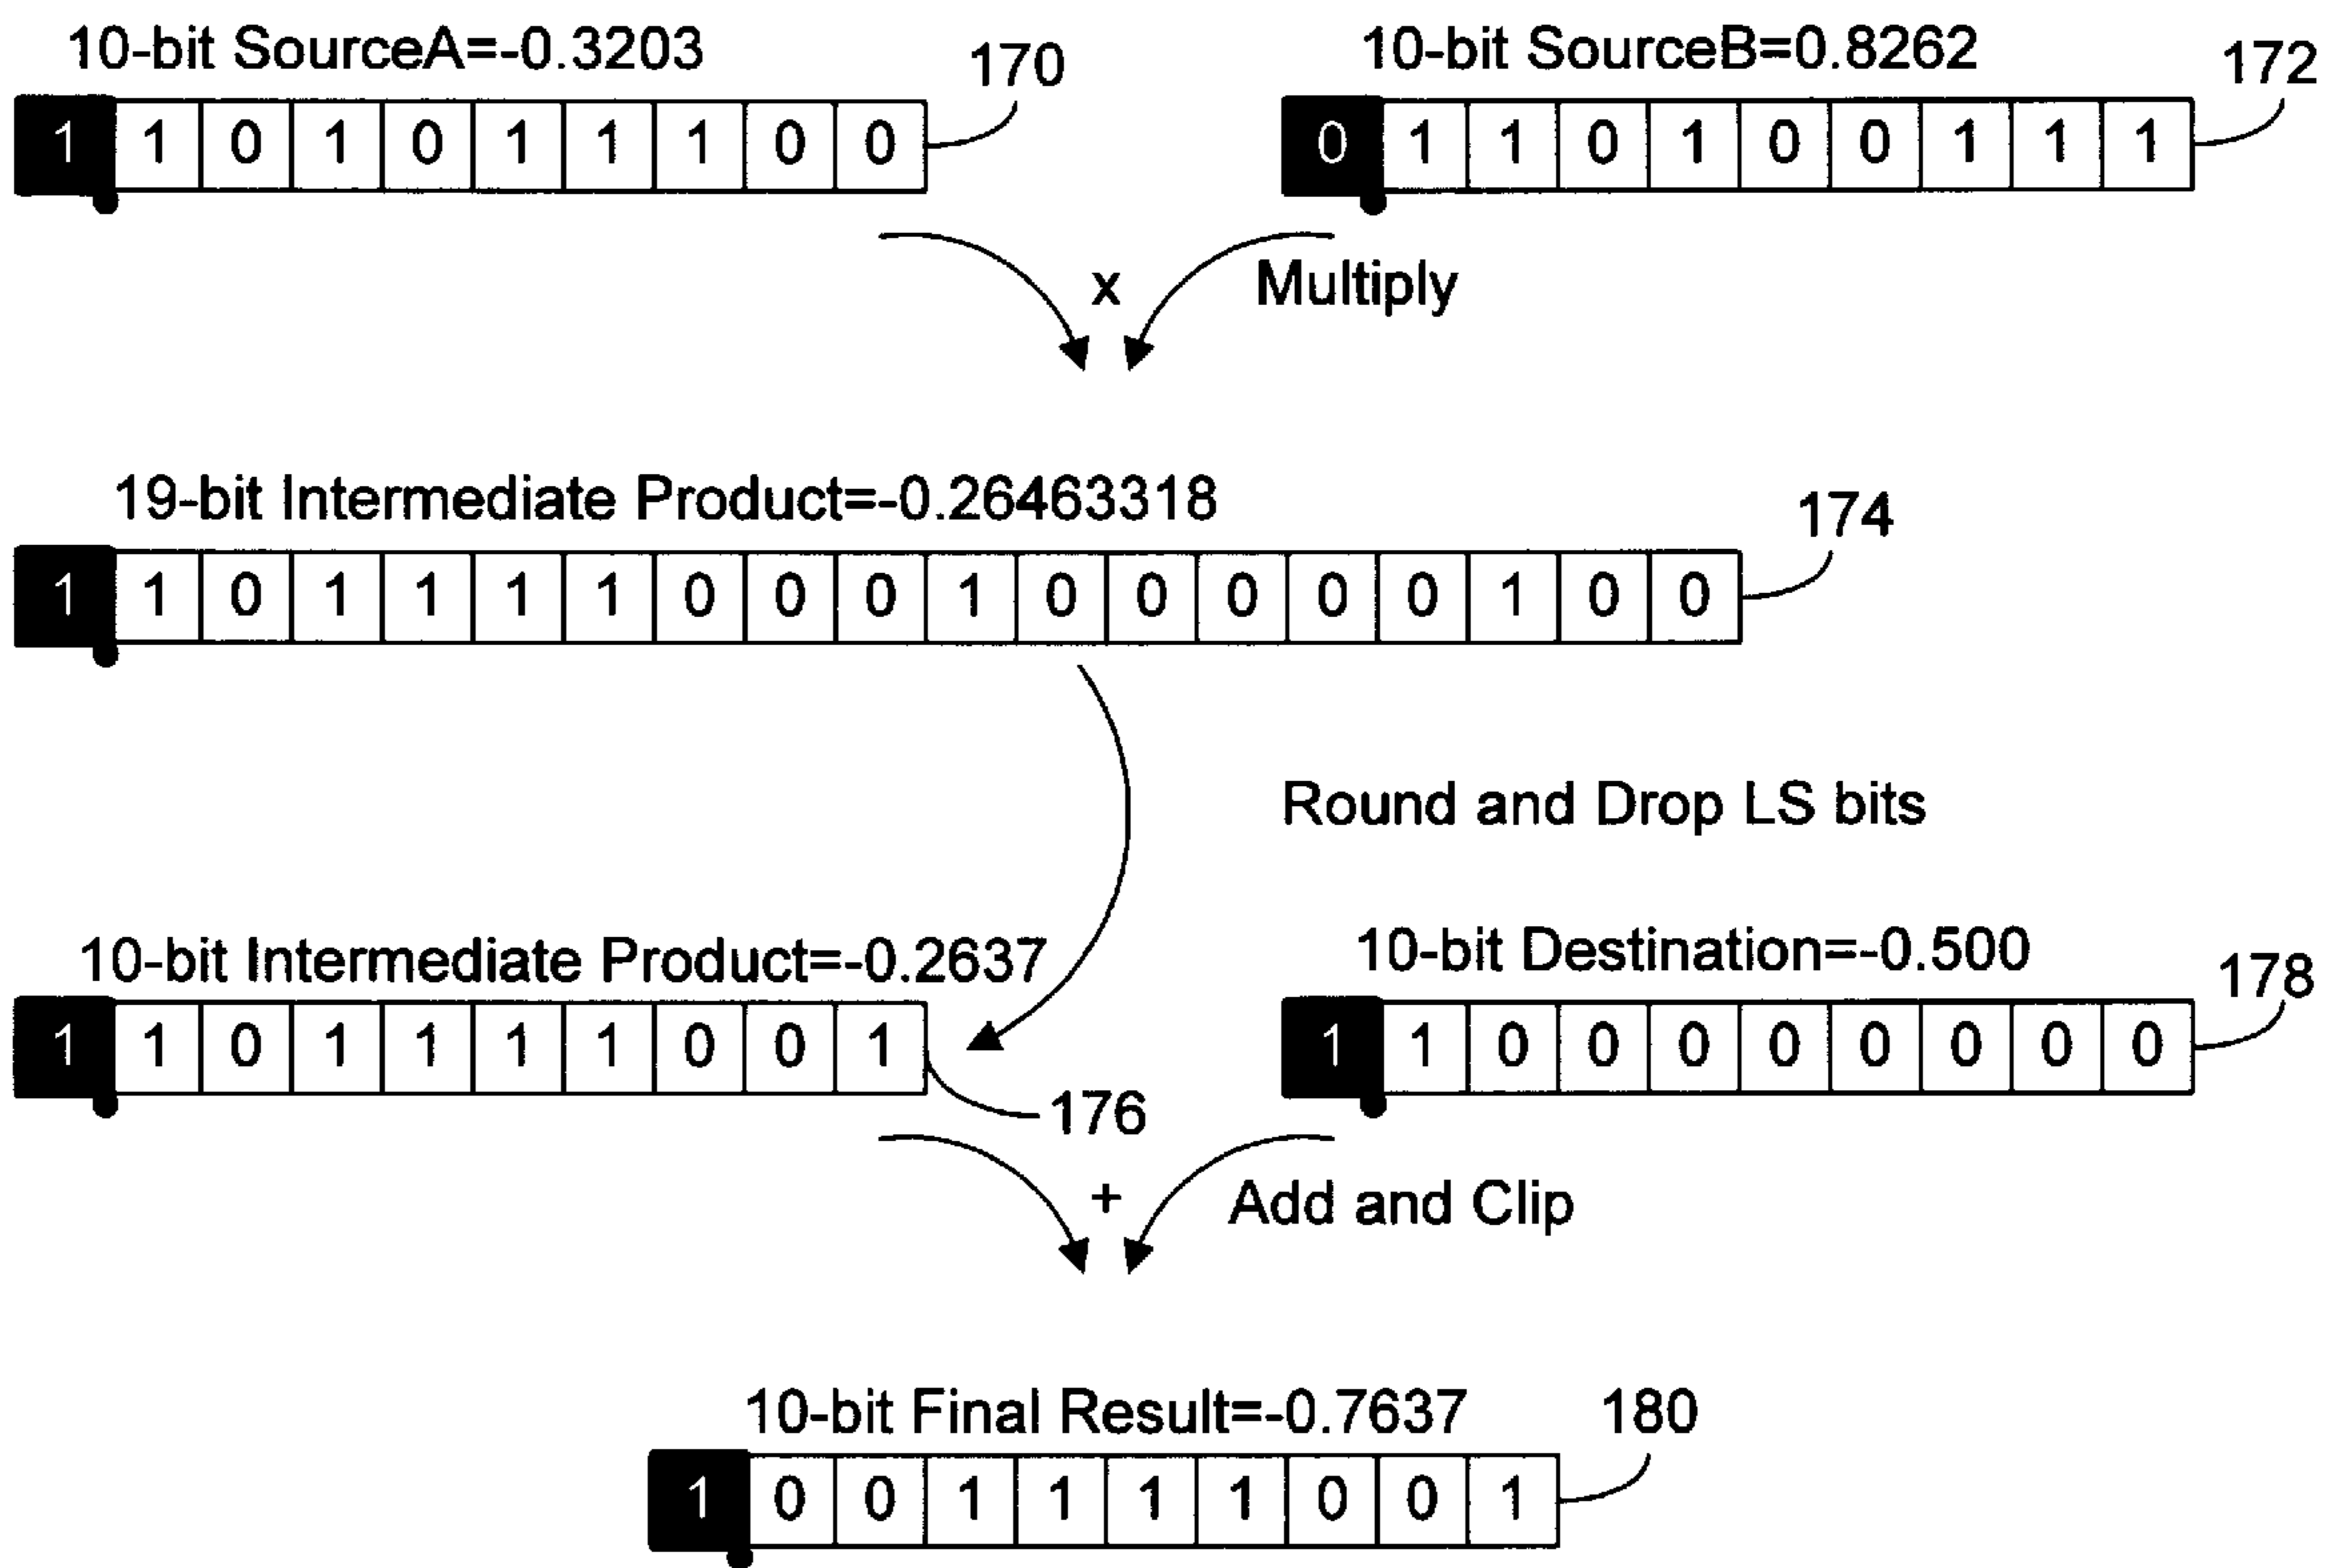 10-bit SourceA=-0.3203 170 10-bit SourceB=0.8262 172
1 1 0 1 0 1 1 1 0 0 0 1 1 0 1 0 0 1 1 1
x Multiply
19-bit Intermediate Product=-0.26463318 174
1 1 0 1 1 1 1 0 0 0 1 0 0 0 0 0 1 0 0
Round and Drop LS bits
10-bit Intermediate Product=-0.2637 10-bit Destination=-0.500 178
1 1 0 1 1 1 1 0 0 1 1 1 0 0 0 0 0 0 0 0
176
+ Add and Clip
10-bit Final Result=-0.7637 180
1 0 0 1 1 1 1 0 0 1